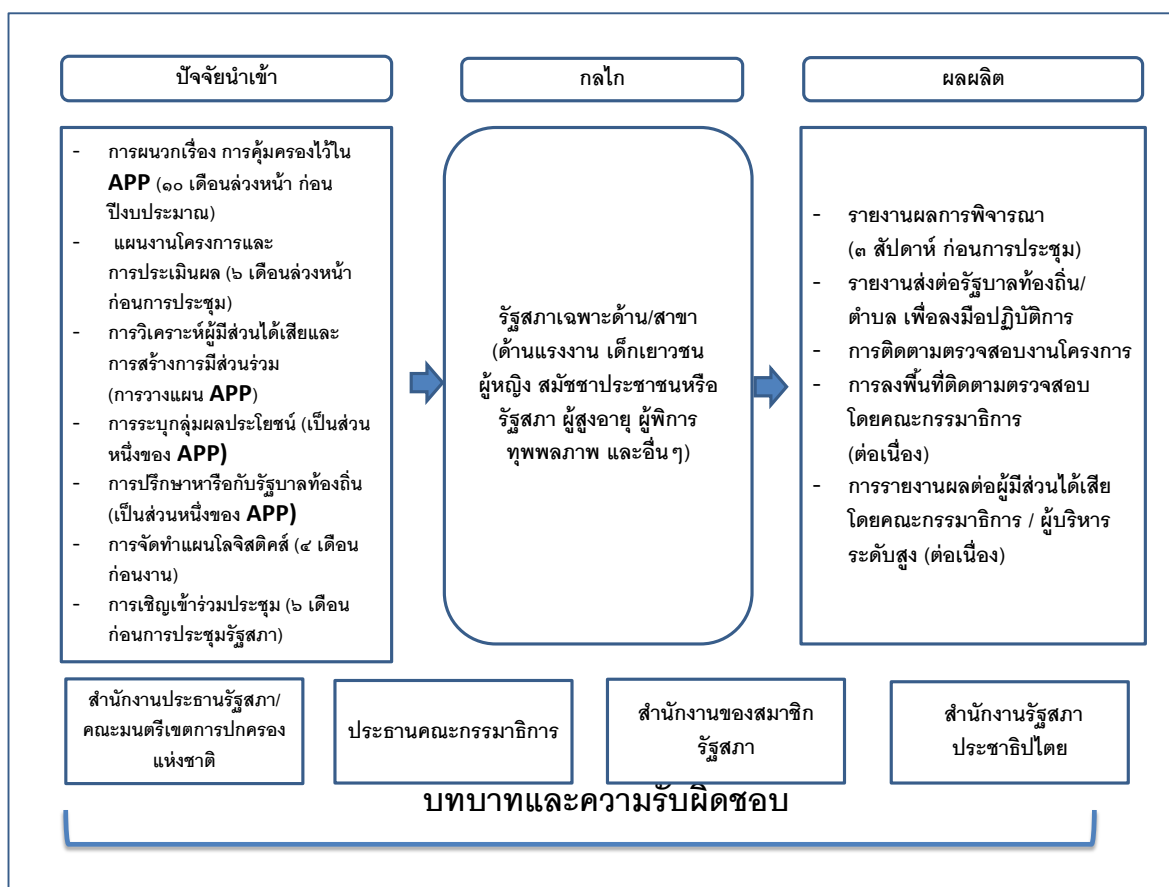 ปัจจัยนำเข้า
กลไก
ผลผลิต
- การผนวกเรื่อง การคุ้มครองไว้ใน
APP (๑๐ เดือนล่วงหน้า ก่อน
ปีงบประมาณ)
- แผนงานโครงการและ
การประเมินผล (๖ เดือนล่วงหน้า
ก่อนการประชุม)
- การวิเคราะห์ผู้มีส่วนได้เสียและ
การสร้างการมีส่วนร่วม
(การวางแผน APP)
- การระบุกลุ่มผลประโยชน์ (เป็นส่วน
หนึ่งของ APP)
- การปรึกษาหารือกับรัฐบาลท้องถิ่น
(เป็นส่วนหนึ่งของ APP)
- การจัดทำแผนโลจิสติคส์ (๔ เดือน
ก่อนงาน)
- การเชิญเข้าร่วมประชุม (๖ เดือน
ก่อนการประชุมรัฐสภา)
รัฐสภาเฉพาะด้าน/สาขา
(ด้านแรงงาน เด็กเยาวชน
ผู้หญิง สมัชชาประชาชนหรือ
รัฐสภา ผู้สูงอายุ ผู้พิการ
ทุพพลภาพ และอื่นๆ)
- รายงานผลการพิจารณา
(๓ สัปดาห์ ก่อนการประชุม)
- รายงานส่งต่อรัฐบาลท้องถิ่น/
ตำบล เพื่อลงมือปฏิบัติการ
- การติดตามตรวจสอบงานโครงการ
- การลงพื้นที่ติดตามตรวจสอบ
โดยคณะกรรมาธิการ
(ต่อเนื่อง)
- การรายงานผลต่อผู้มีส่วนได้เสีย
โดยคณะกรรมาธิการ / ผู้บริหาร
ระดับสูง (ต่อเนื่อง)
สำนักงานประธานรัฐสภา/
คณะมนตรีเขตการปกครอง
แห่งชาติ
ประธานคณะกรรมาธิการ
สำนักงานของสมาชิก
รัฐสภา
สำนักงานรัฐสภา
ประชาธิปไตย
บทบาทและความรับผิดชอบ